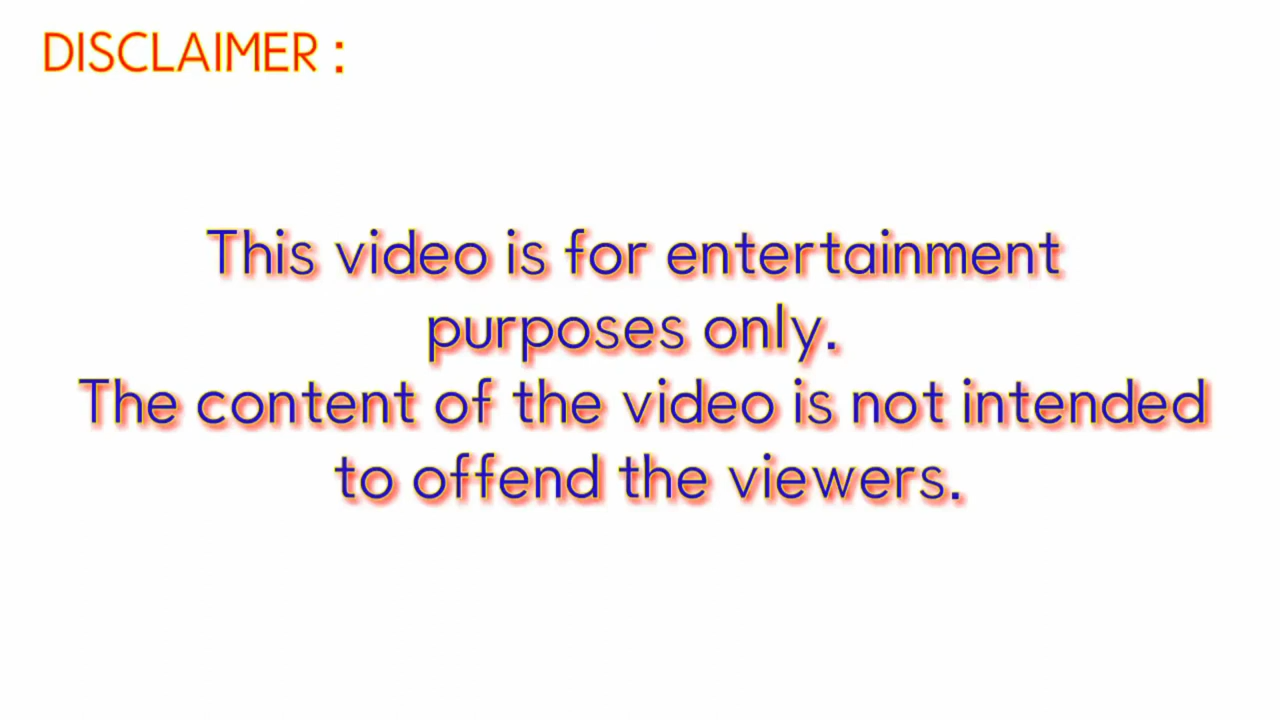 DISCLAIMER :
This video is for entertainment
purposes only.
The content of the video is not intended
to offend the viewers.